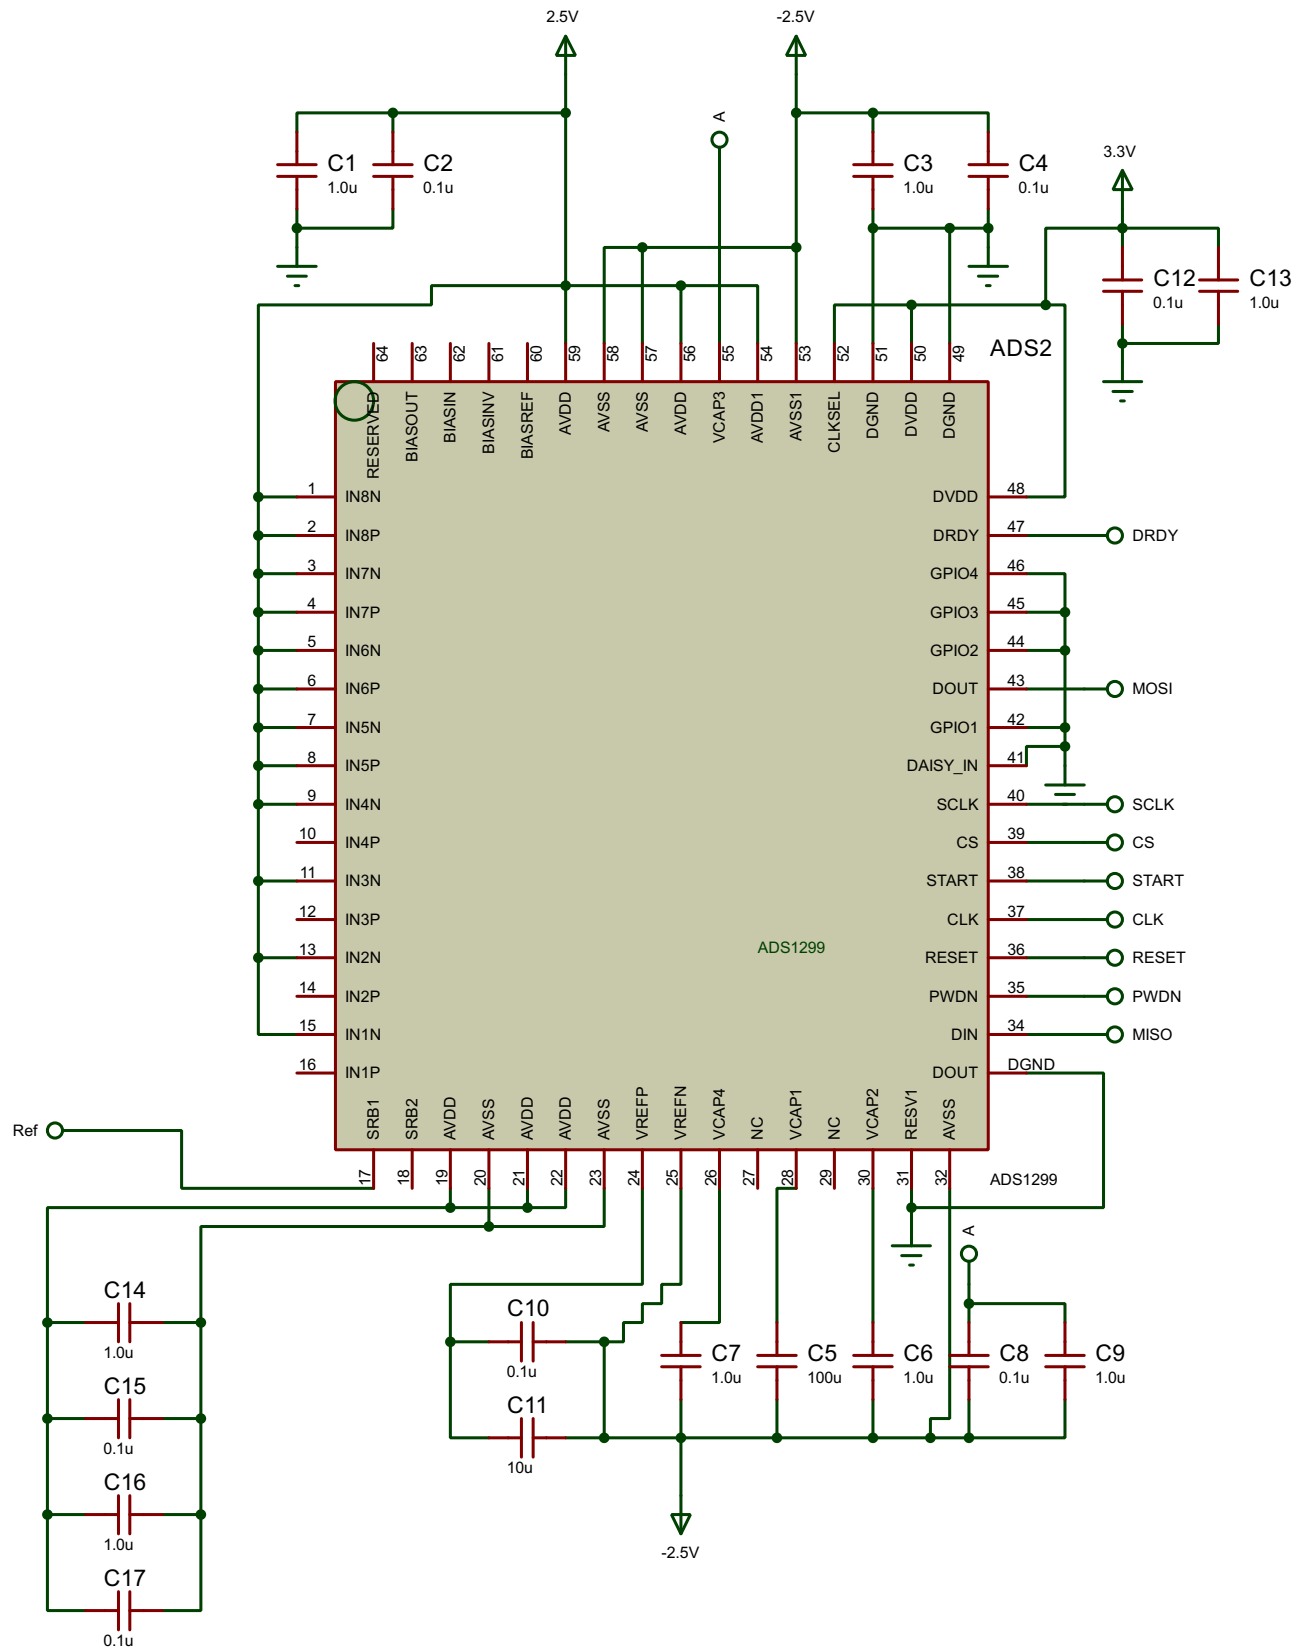 2.5V
-2.5V
A
3.3V
C1
1.0u
C2
0.1u
C3
1.0u
C4
0.1u
C12
0.1u
C13
1.0u
ADS2
64
63
62
61
60
59
58
57
56
55
54
53
52
51
50
49
RESERVED
BIASOUT
BIASIN
BIASINV
BIASREF
AVDD
AVSS
AVSS
AVDD
VCAP3
AVDD1
AVSS1
CLKSEL
DGND
DVDD
DGND
1 IN8N
2 IN8P
3 IN7N
4 IN7P
5 IN6N
6 IN6P
7 IN5N
8 IN5P
9 IN4N
10 IN4P
11 IN3N
12 IN3P
13 IN2N
14 IN2P
15 IN1N
16 IN1P
DVDD 48
DRDY 47 DRDY
GPIO4 46
GPIO3 45
GPIO2 44
DOUT 43 MOSI
GPIO1 42
DAISY_IN 41
SCLK 40 SCLK
CS 39 CS
START 38 START
CLK 37 CLK
RESET 36 RESET
PWDN 35 PWDN
DIN 34 MISO
DOUT DGND
ADS1299
SRB1
SRB2
AVDD
AVSS
AVDD
AVDD
AVSS
VREFP
VREFN
VCAP4
NC
VCAP1
NC
VCAP2
RESV1
AVSS
17
18
19
20
21
22
23
24
25
26
27
28
29
30
31
32
ADS1299
Ref
A
C14
1.0u
C15
0.1u
C16
1.0u
C17
0.1u
C10
0.1u
C11
10u
C7
1.0u
C5
100u
C6
1.0u
C8
0.1u
C9
1.0u
-2.5V